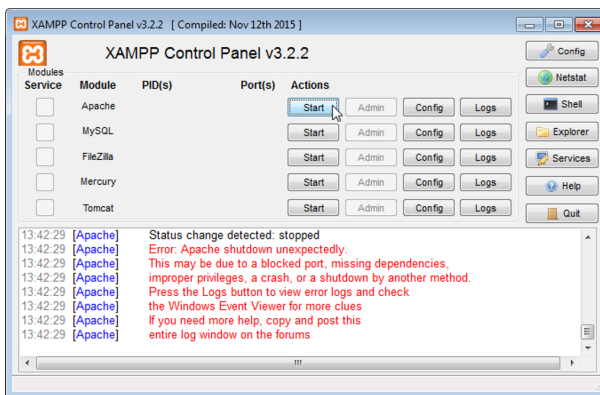 XAMPP Control Panel v3.2.2 [ Compiled: Nov 12th 2015 ]
XAMPP Control Panel v3.2.2
Config
Modules
Service Module PID(s) Port(s) Actions
Netstat
Apache Start Admin Config Logs
Shell
MySQL Start Admin Config Logs
Explorer
FileZilla Start Admin Config Logs
Services
Mercury Start Admin Config Logs
Help
Tomcat Start Admin Config Logs
Quit
13:42:29 [Apache] Status change detected: stopped
13:42:29 [Apache] Error: Apache shutdown unexpectedly.
13:42:29 [Apache] This may be due to a blocked port, missing dependencies,
13:42:29 [Apache] improper privileges, a crash, or a shutdown by another method.
13:42:29 [Apache] Press the Logs button to view error logs and check
13:42:29 [Apache] the Windows Event Viewer for more clues
13:42:29 [Apache] If you need more help, copy and post this
13:42:29 [Apache] entire log window on the forums